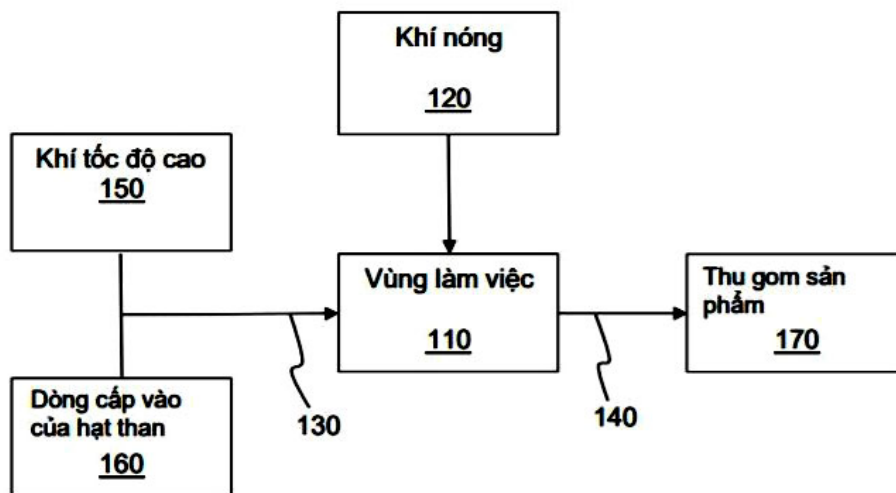 Khí nóng
120
Khí tốc độ cao
150
Vùng làm việc
110
Thu gom sản
phẩm
170
Dòng cấp vào
của hạt than
160
130
140